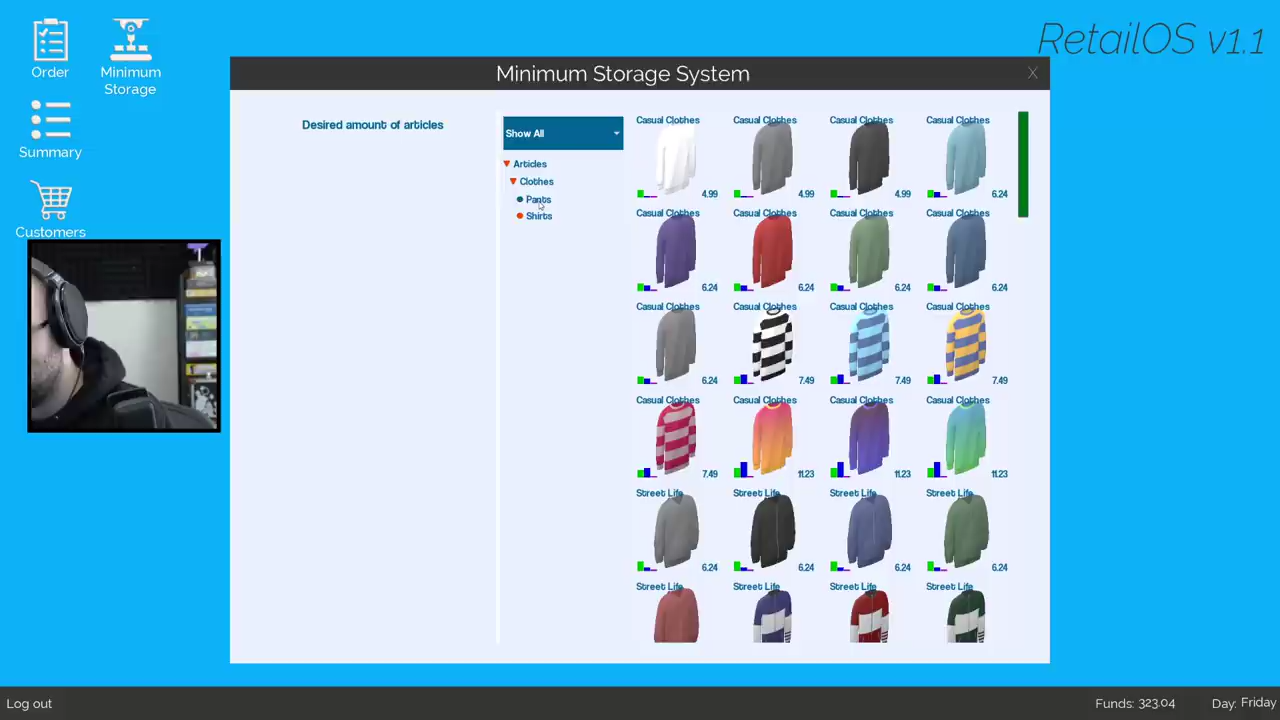 RetailOS v1.1
Order
Minimum
Storage
Summary
Customers
Minimum Storage System
X
Desired amount of articles
Show All
Articles
Clothes
Pants
Shirts
Casual Clothes Casual Clothes Casual Clothes Casual Clothes
4.99 4.99 4.99 6.24
Casual Clothes Casual Clothes Casual Clothes Casual Clothes
6.24 6.24 6.24 6.24
Casual Clothes Casual Clothes Casual Clothes Casual Clothes
6.24 7.49 7.49 7.49
Casual Clothes Casual Clothes Casual Clothes Casual Clothes
7.49 11.23 11.23 11.23
Street Life Street Life Street Life Street Life
6.24 6.24 6.24 6.24
Street Life Street Life Street Life Street Life
Log out
Funds: 323.04
Day: Friday